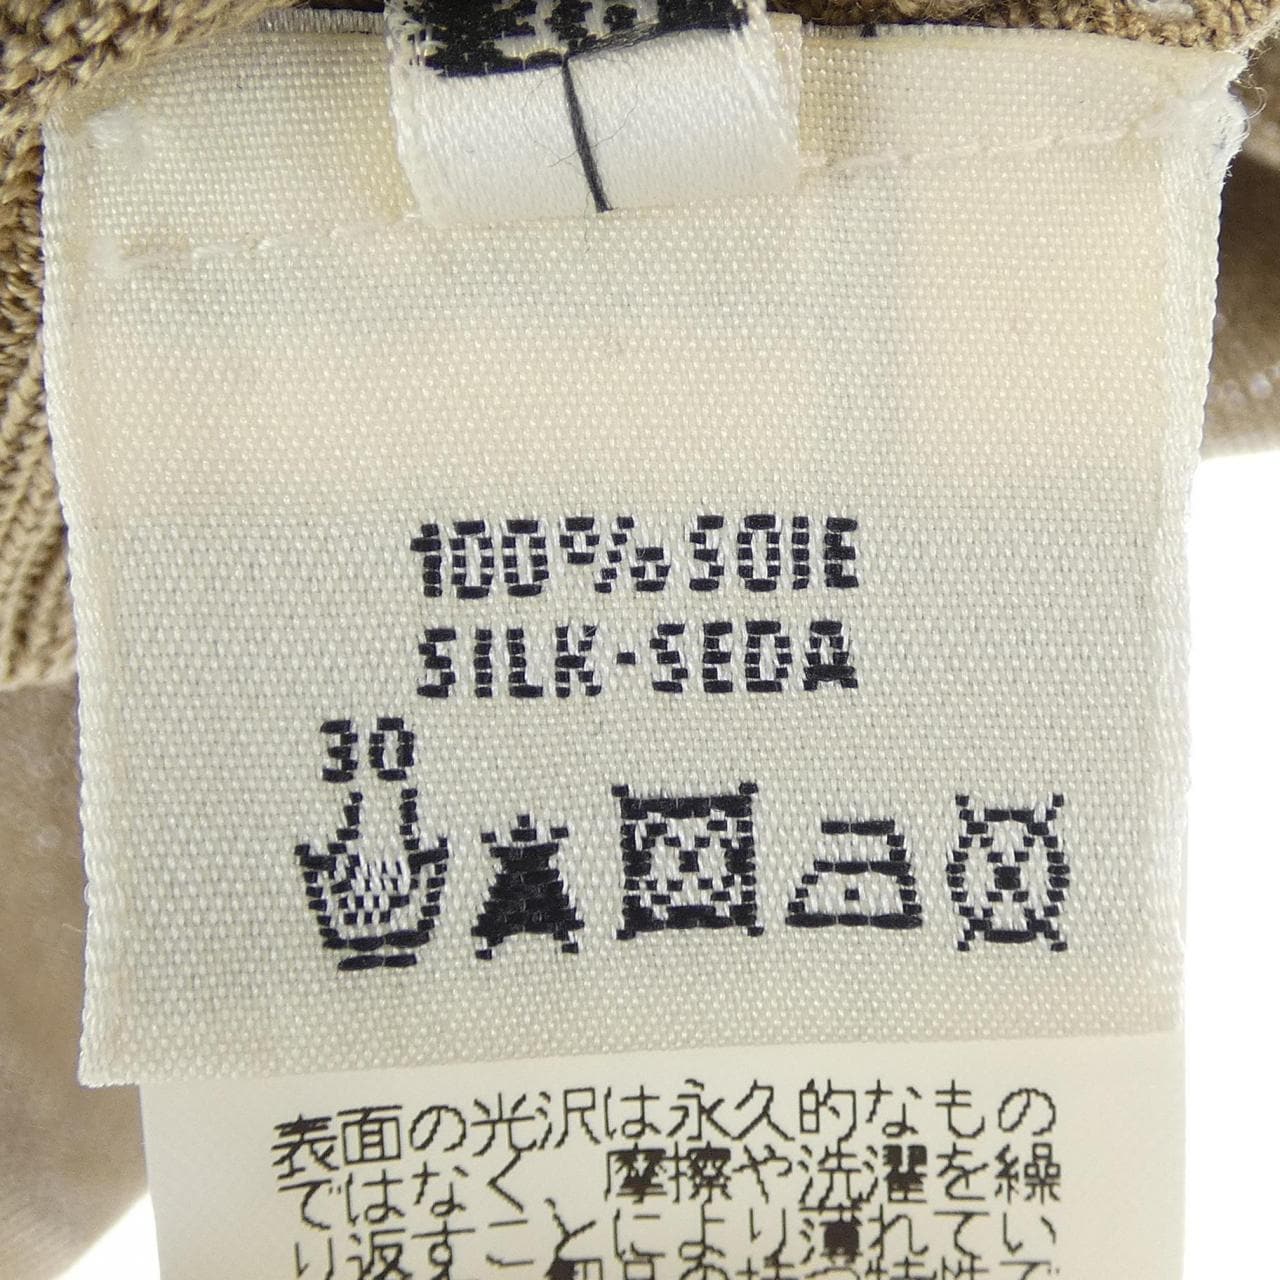 100% SOIE
SILK-SEDA
30
表面の光沢は永久的なもの
ではなく、摩擦や洗濯を繰
り返すことにより薄れてい